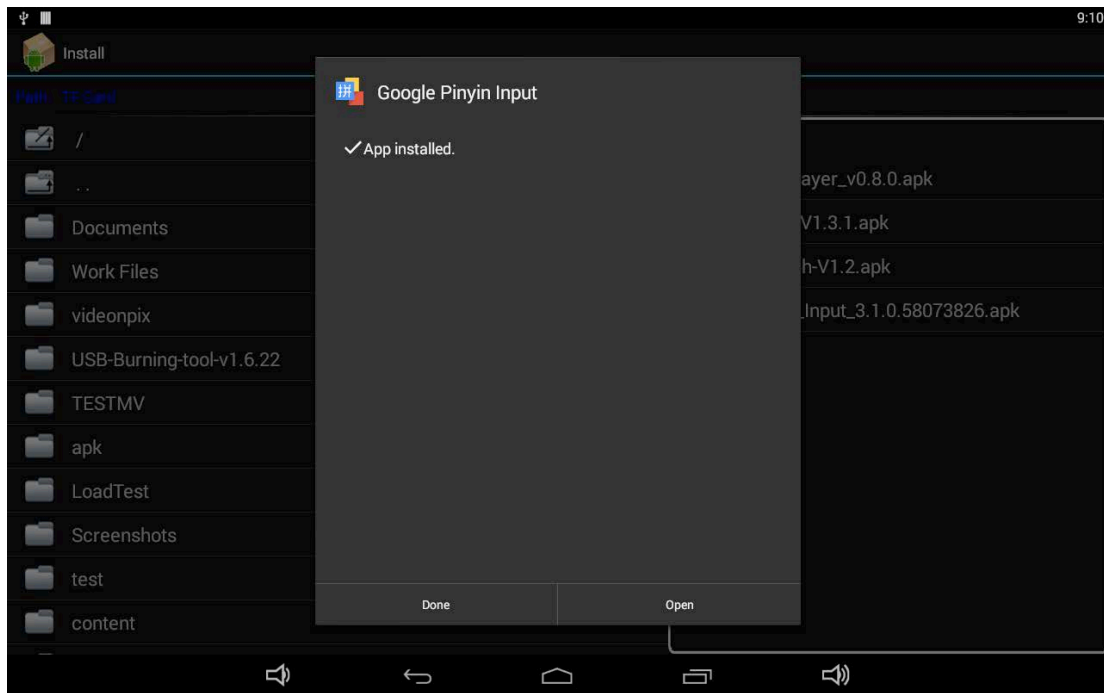 9:10
Install
Path: TF Card
Google Pinyin Input
App installed.
/
..
Documents
Work Files
videonpix
USB-Burning-tool-v1.6.22
TESTMV
apk
LoadTest
Screenshots
test
content
ayer_v0.8.0.apk
V1.3.1.apk
h-V1.2.apk
_Input_3.1.0.58073826.apk
Done
Open